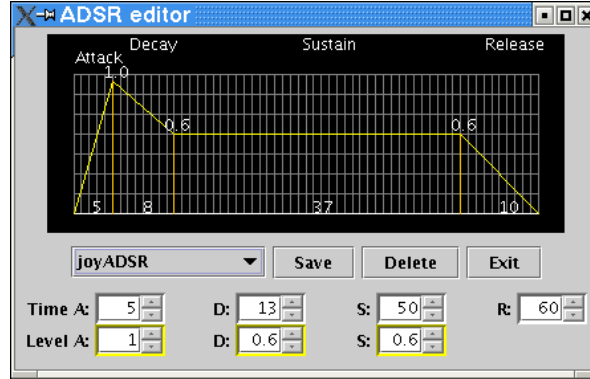 ADSR editor
Decay Sustain Release
Attack
1.0
0.6 0.6
5 8 37 10
joyADSR Save Delete Exit
Time A: 5 D: 13 S: 50 R: 60
Level A: 1 D: 0.6 S: 0.6